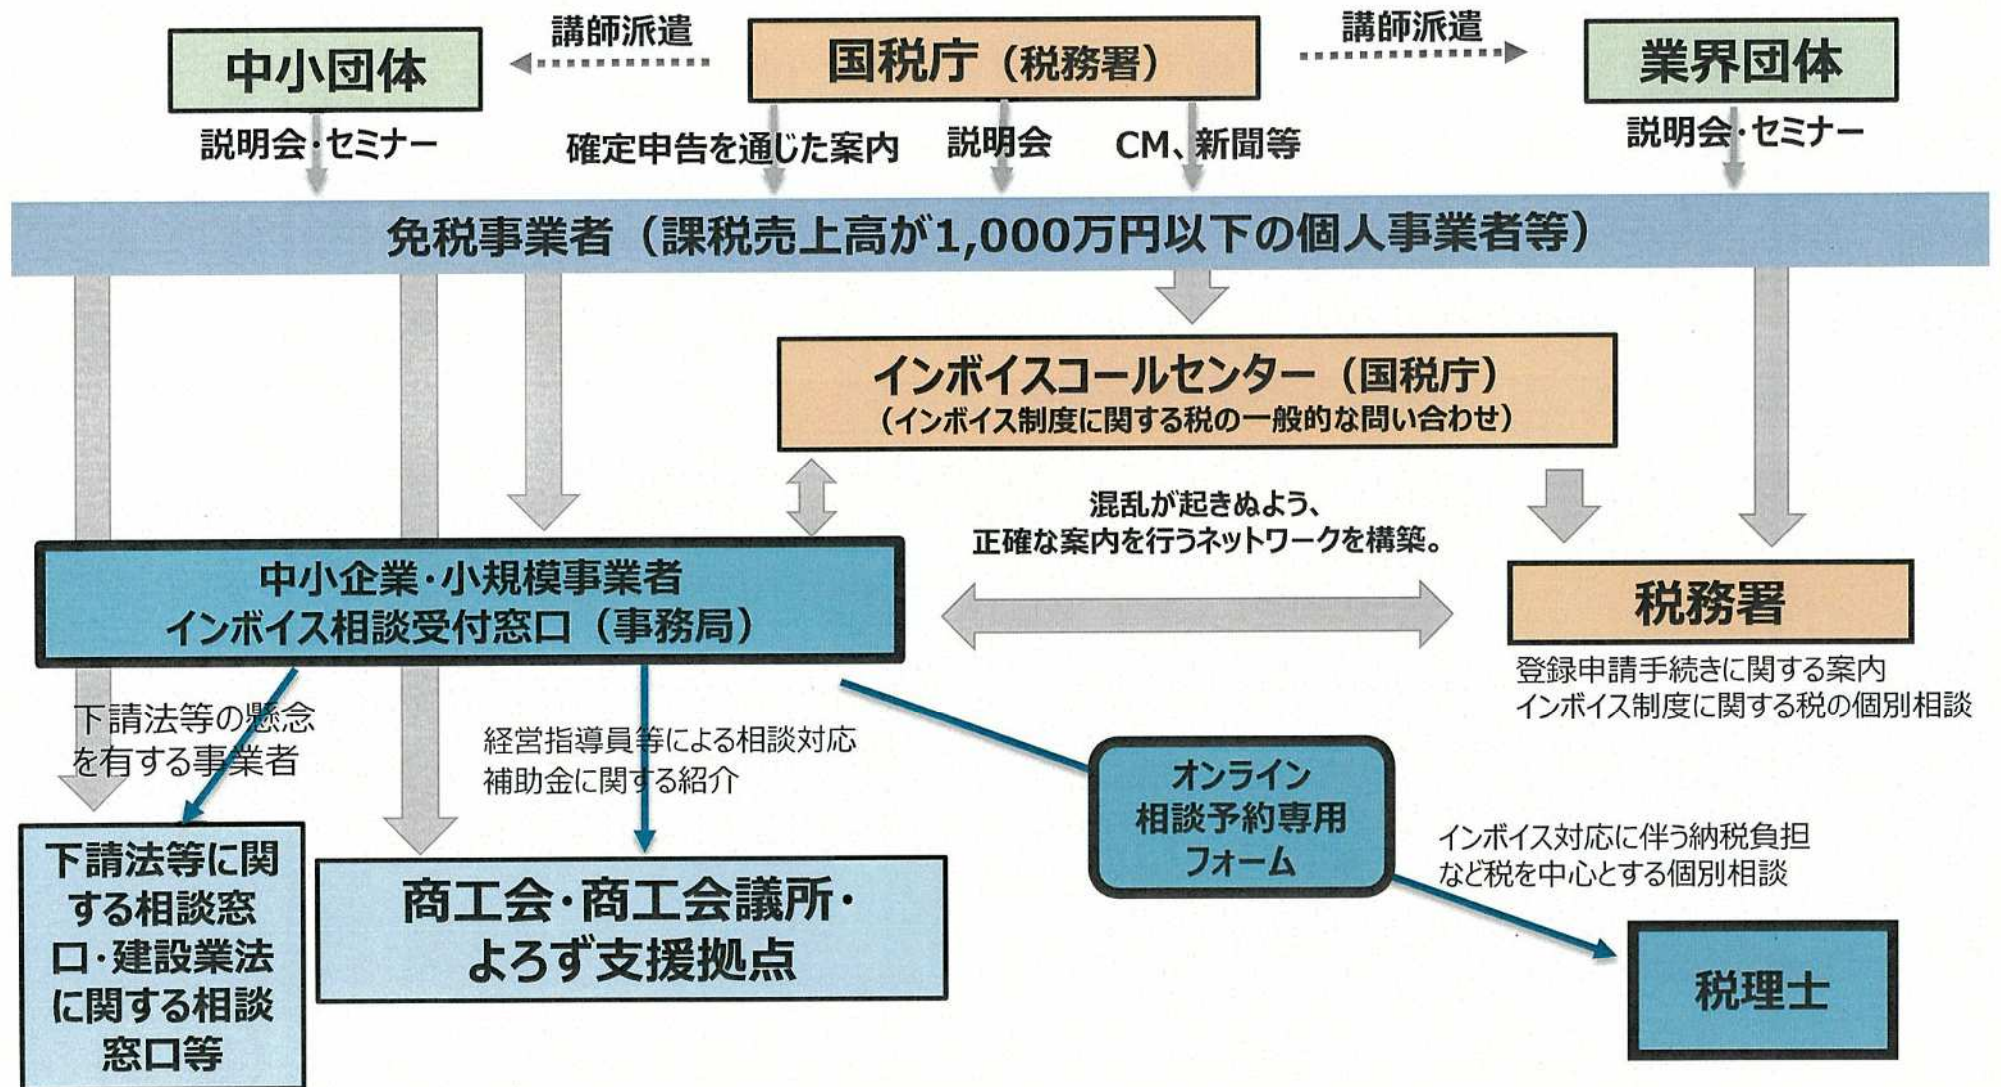 講師派遣
講師派遣
中小団体
国税庁（税務署）
業界団体
説明会・セミナー
確定申告を通じた案内
説明会
CM、新聞等
説明会・セミナー
免税事業者（課税売上高が1,000万円以下の個人事業者等）
インボイスコールセンター（国税庁）
（インボイス制度に関する税の一般的な問い合わせ）
混乱が起きぬよう、
正確な案内を行うネットワークを構築。
中小企業・小規模事業者
インボイス相談受付窓口（事務局）
税務署
登録申請手続きに関する案内
インボイス制度に関する税の個別相談
下請法等の懸念
を有する事業者
経営指導員等による相談対応
補助金に関する紹介
オンライン
相談予約専用
フォーム
インボイス対応に伴う納税負担
など税を中心とする個別相談
下請法等に関
する相談窓
口・建設業法
に関する相談
窓口等
商工会・商工会議所・
よろず支援拠点
税理士